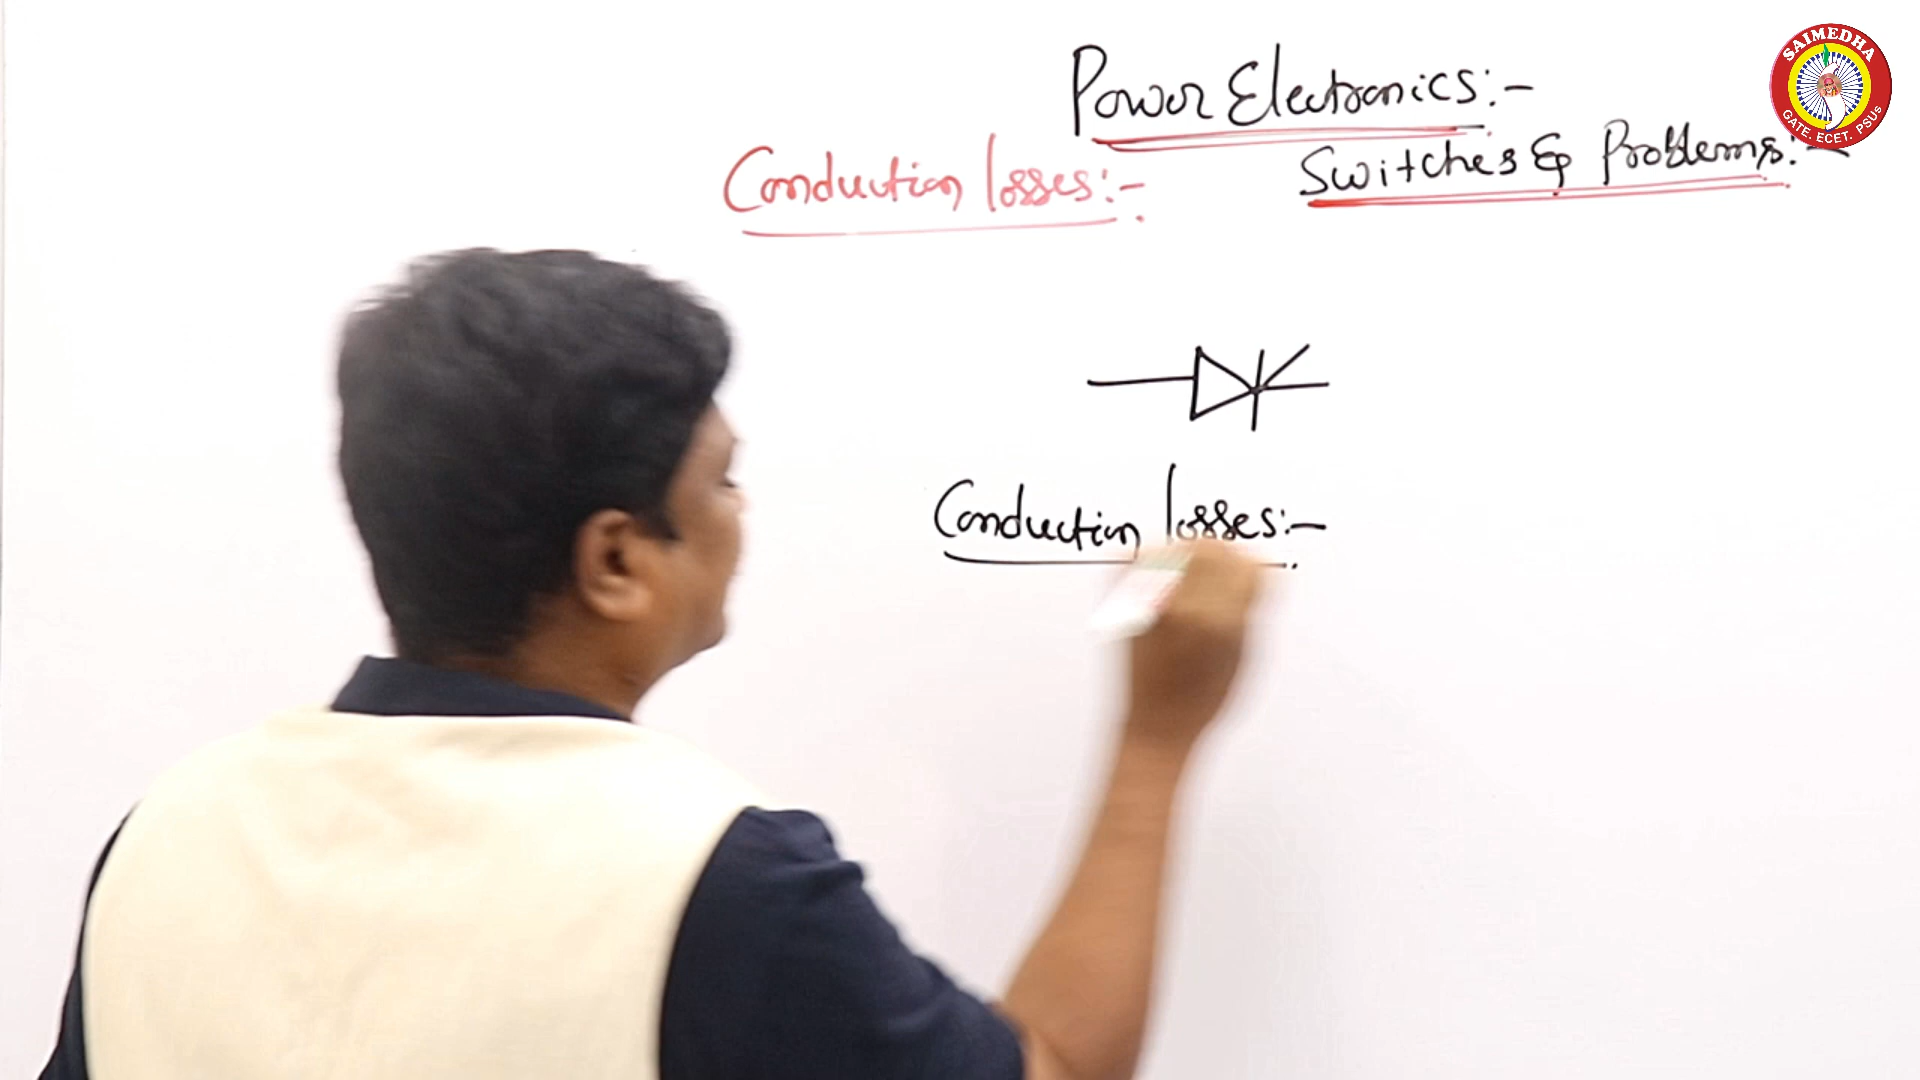 Power Electronics:-
Switches & Problems:-
Conduction losses:-
Conduction losses:-
SAIMEDHA
GATE. ECET. PSUs